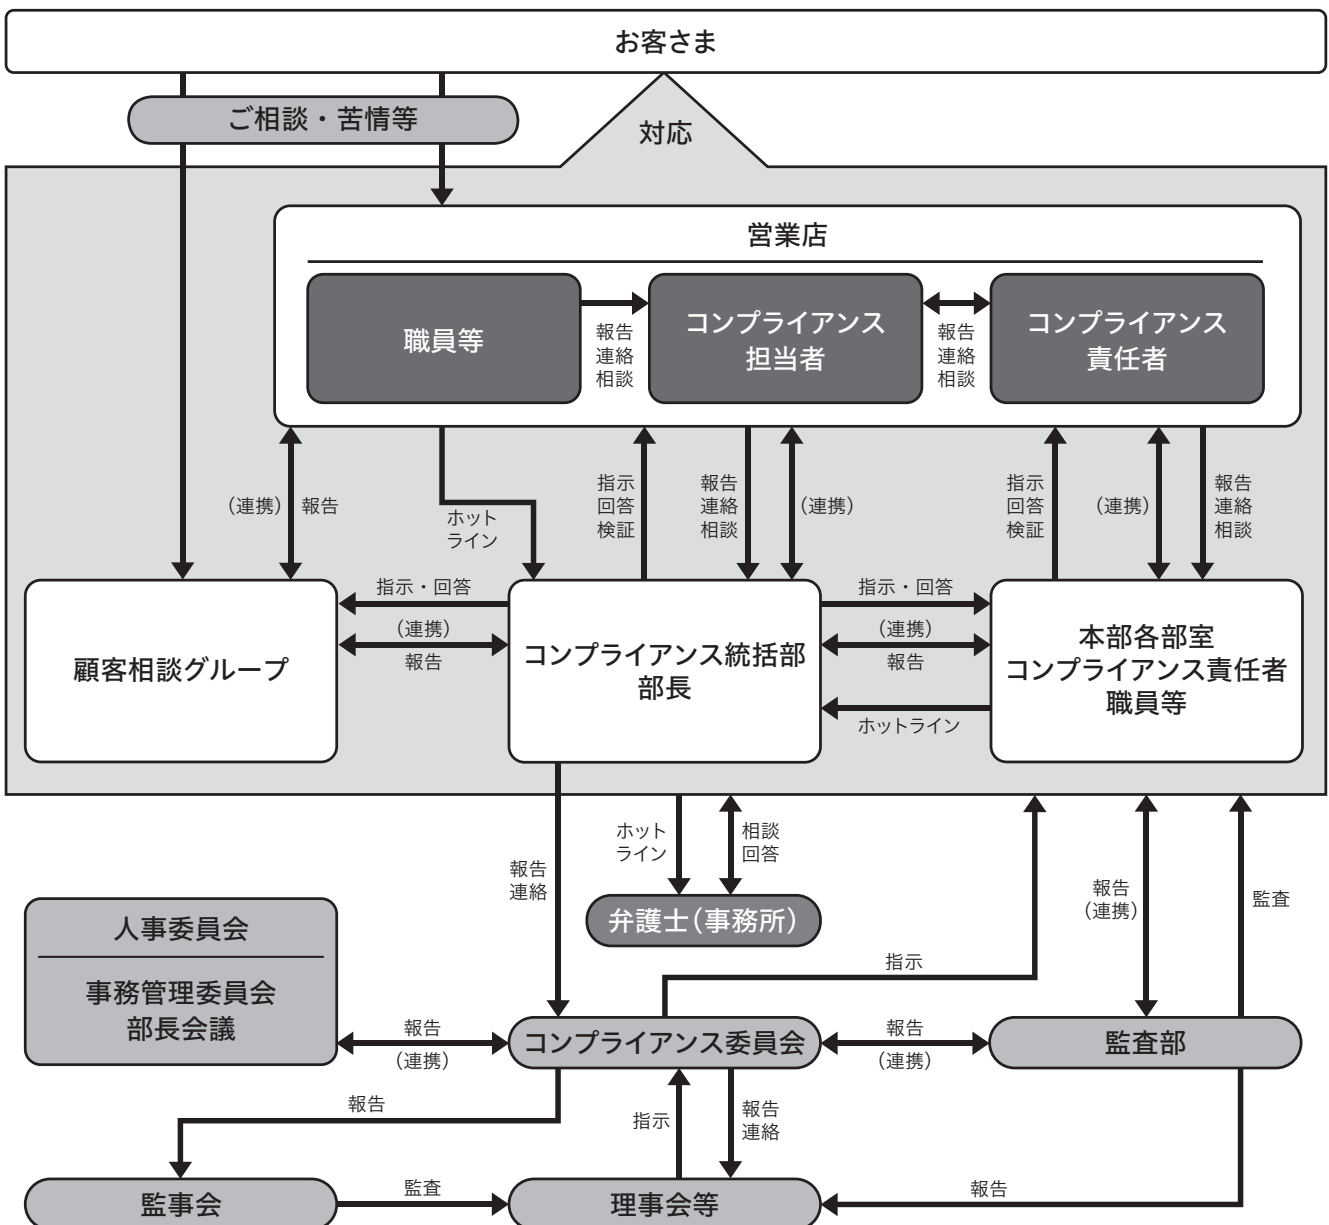 お客さま
ご相談・苦情等
対応
営業店
職員等
報告
連絡
相談
コンプライアンス
担当者
報告
連絡
相談
コンプライアンス
責任者
（連携）
報告
ホット
ライン
指示
回答
検証
報告
連絡
相談
（連携）
指示
回答
検証
（連携）
報告
連絡
相談
顧客相談グループ
指示・回答
（連携）
報告
コンプライアンス統括部
部長
指示・回答
（連携）
報告
ホットライン
本部各部室
コンプライアンス責任者
職員等
報告
連絡
ホット
ライン
相談
回答
弁護士（事務所）
指示
報告
（連携）
監査
人事委員会
事務管理委員会
部長会議
報告
（連携）
コンプライアンス委員会
報告
（連携）
監査部
報告
指示
報告
連絡
監事会
監査
理事会等
報告